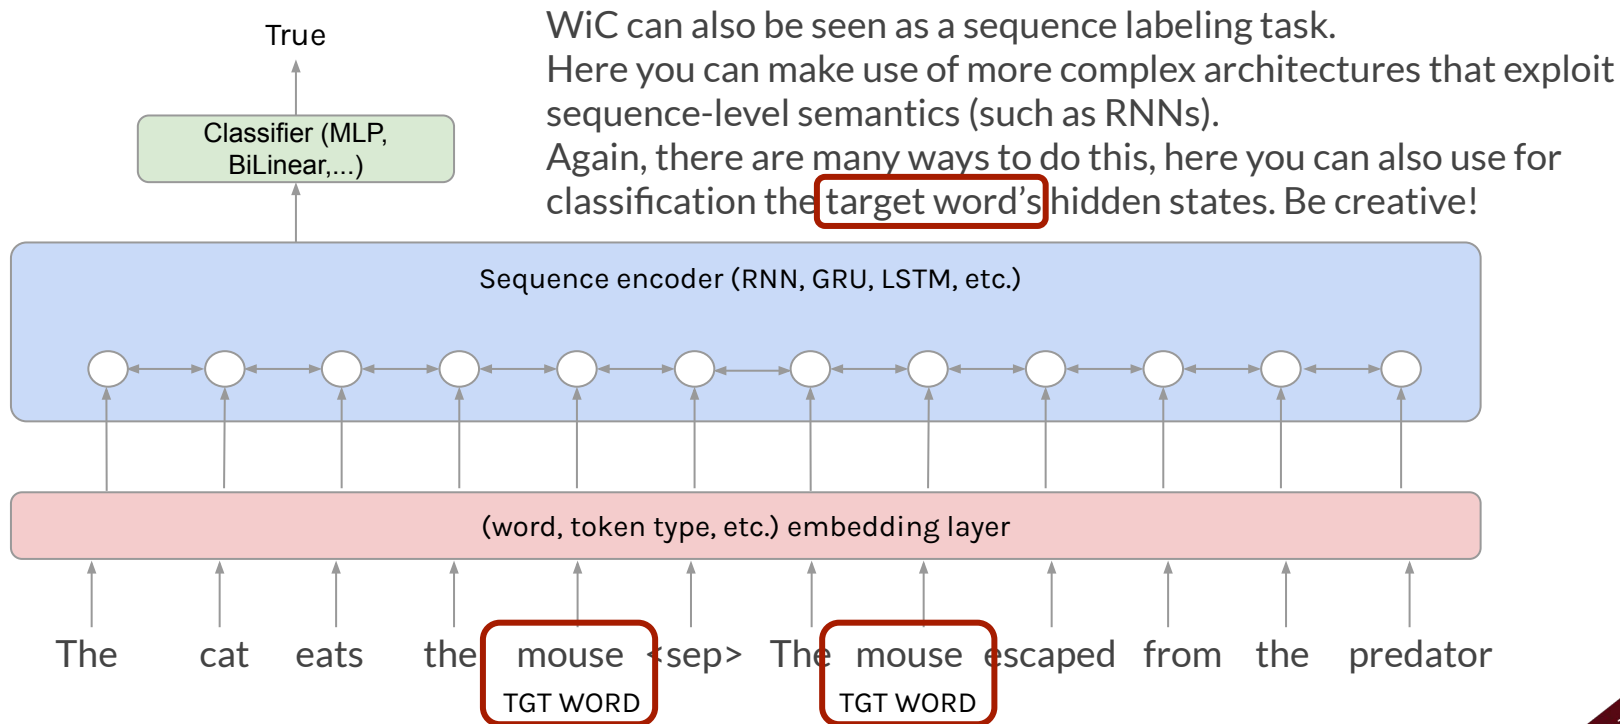 True
WiC can also be seen as a sequence labeling task.
Here you can make use of more complex architectures that exploit
sequence-level semantics (such as RNNs).
Again, there are many ways to do this, here you can also use for
classification the target word's hidden states. Be creative!
Classifier (MLP,
BiLinear,...)
Sequence encoder (RNN, GRU, LSTM, etc.)
(word, token type, etc.) embedding layer
The cat eats the mouse <sep> The mouse escaped from the predator
TGT WORD TGT WORD